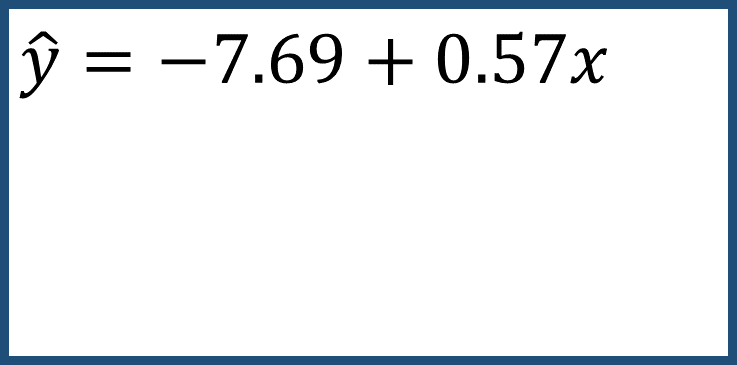 ŷ = −7.69 + 0.57x